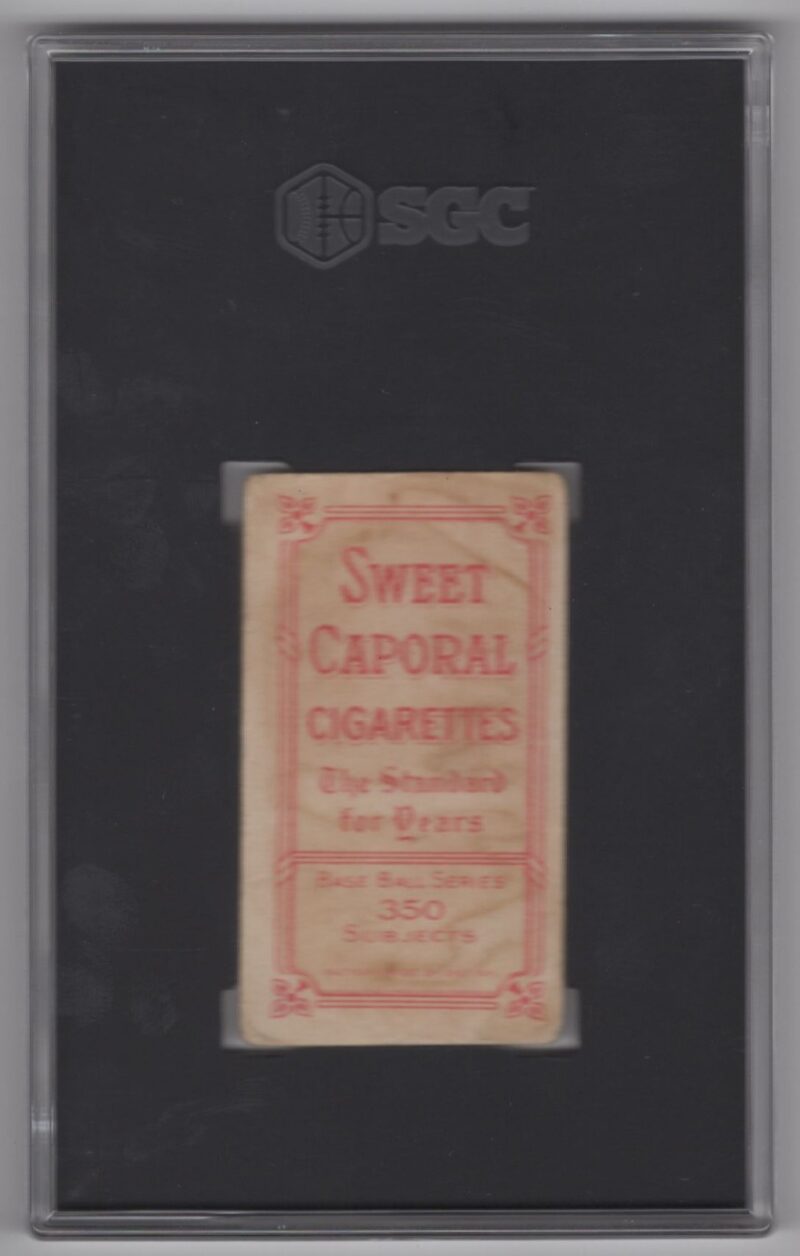 SGC
SWEET
CAPORAL
CIGARETTES
The Standard
for Years
BASE BALL SERIES
350
SUBJECTS